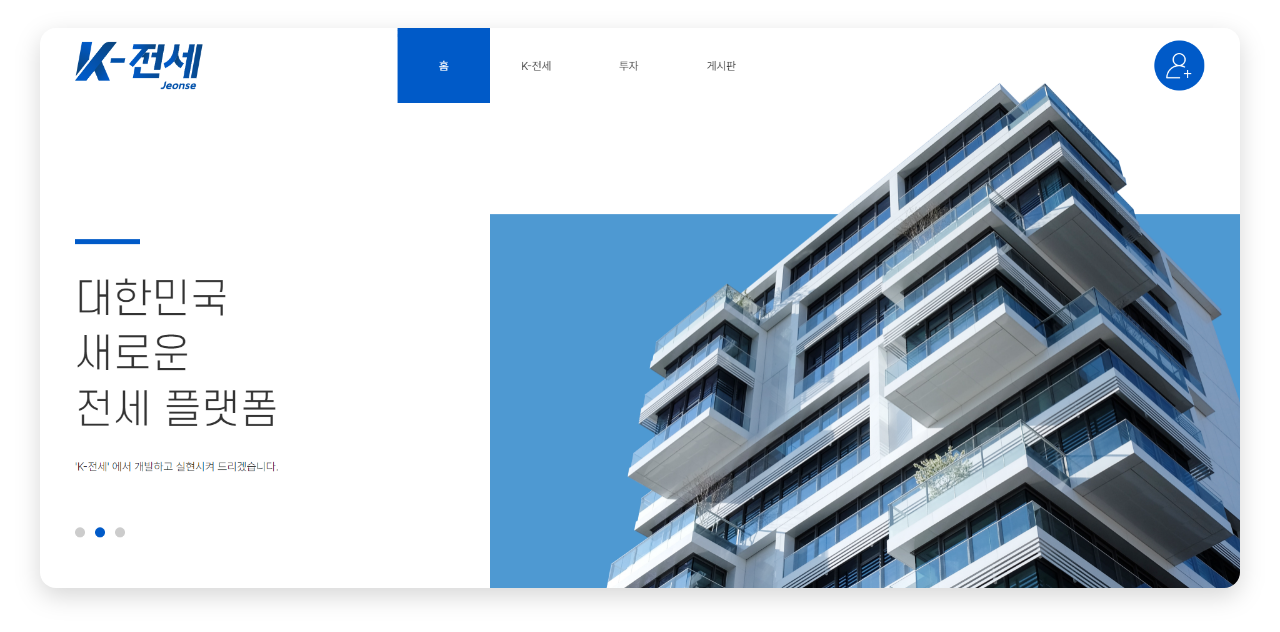 K-전세
Jeonse
홈
K-전세
투자
게시판
대한민국
새로운
전세 플랫폼
'K-전세' 에서 개발하고 실현시켜 드리겠습니다.